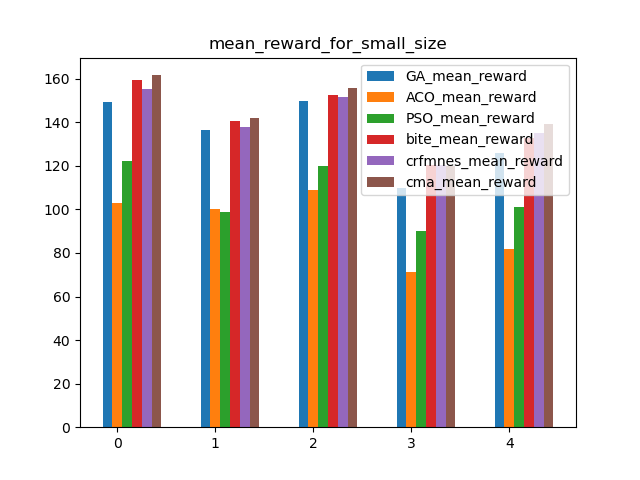 mean_reward_for_small_size
160
140
120
100
80
60
40
20
0
0 1 2 3 4
GA_mean_reward
ACO_mean_reward
PSO_mean_reward
bite_mean_reward
crfmnes_mean_reward
cma_mean_reward